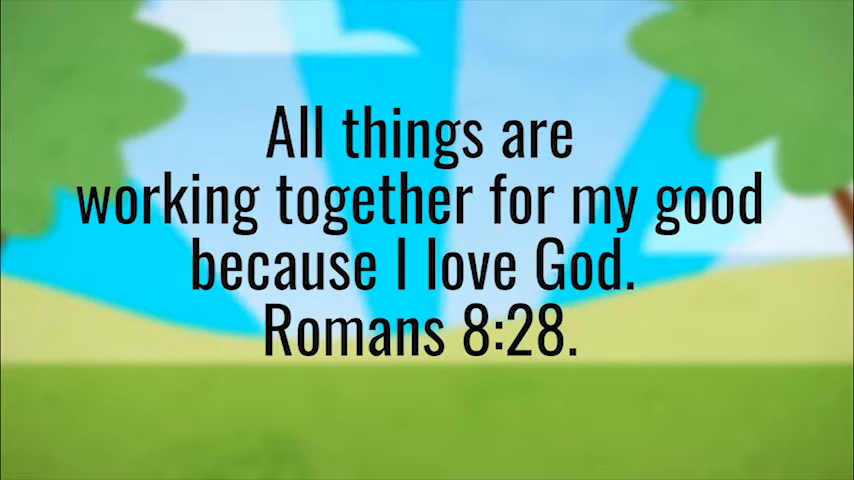 All things are
working together for my good
because I love God.
Romans 8:28.